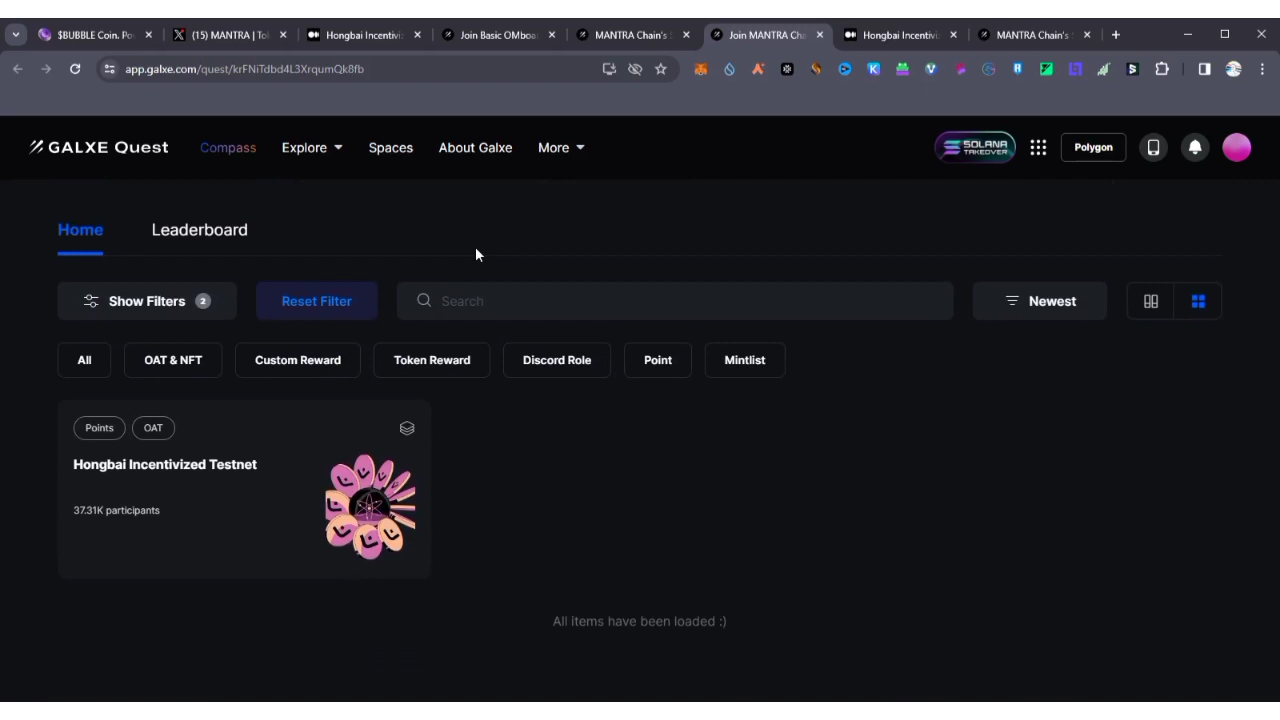 $BUBBLE Coin. Po
(15) MANTRA | To
Hongbai Incentiviz
Join Basic OMboa
MANTRA Chain's
Join MANTRA Cha
Hongbai Incentiviz
MANTRA Chain's
app.galxe.com/quest/krFNiTdbd4L3XrqumQk8fb
GALXE Quest
Compass
Explore
Spaces
About Galxe
More
SOLANA
TAKEOVER
Polygon
Home
Leaderboard
Show Filters 2
Reset Filter
Search
Newest
All
OAT & NFT
Custom Reward
Token Reward
Discord Role
Point
Mintlist
Points
OAT
Hongbai Incentivized Testnet
37.31K participants
All items have been loaded :)